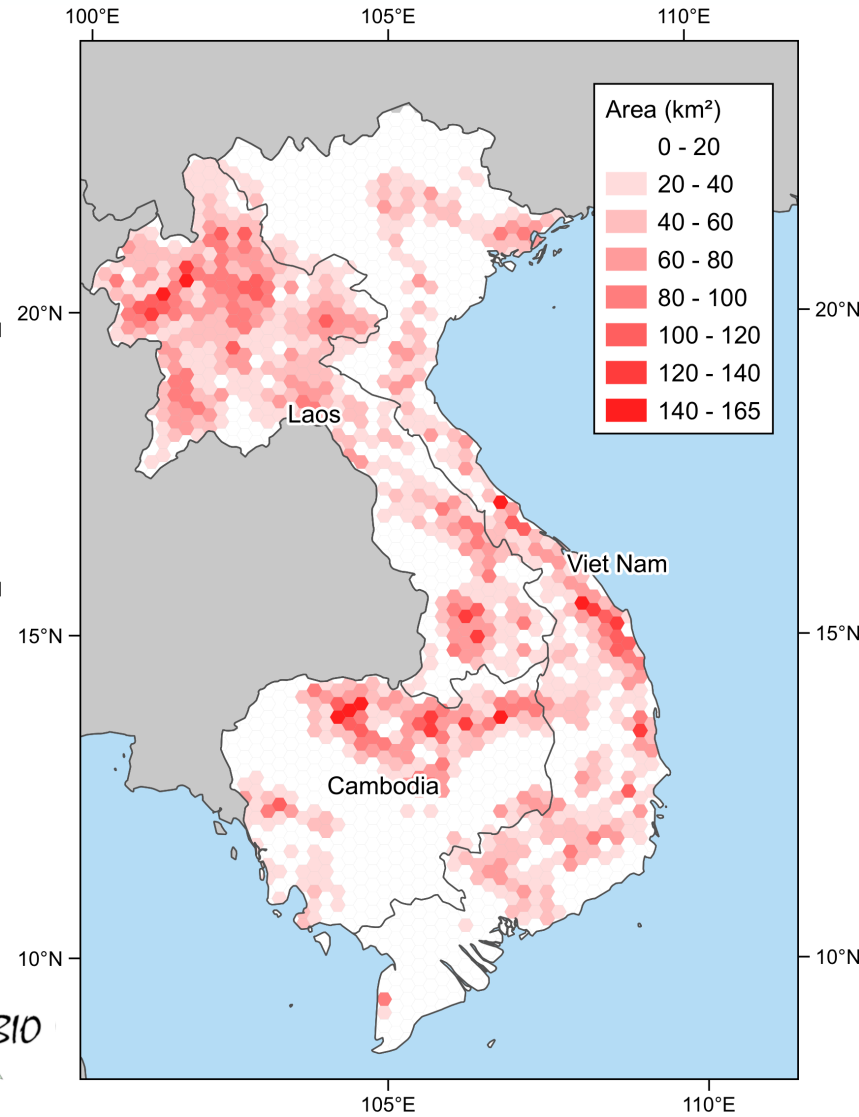 100°E 105°E 110°E
Area (km²)
0 - 20
20 - 40
40 - 60
60 - 80
80 - 100
100 - 120
120 - 140
140 - 165
20°N 20°N
Laos
Viet Nam
15°N 15°N
Cambodia
10°N 10°N
BIO
105°E 110°E